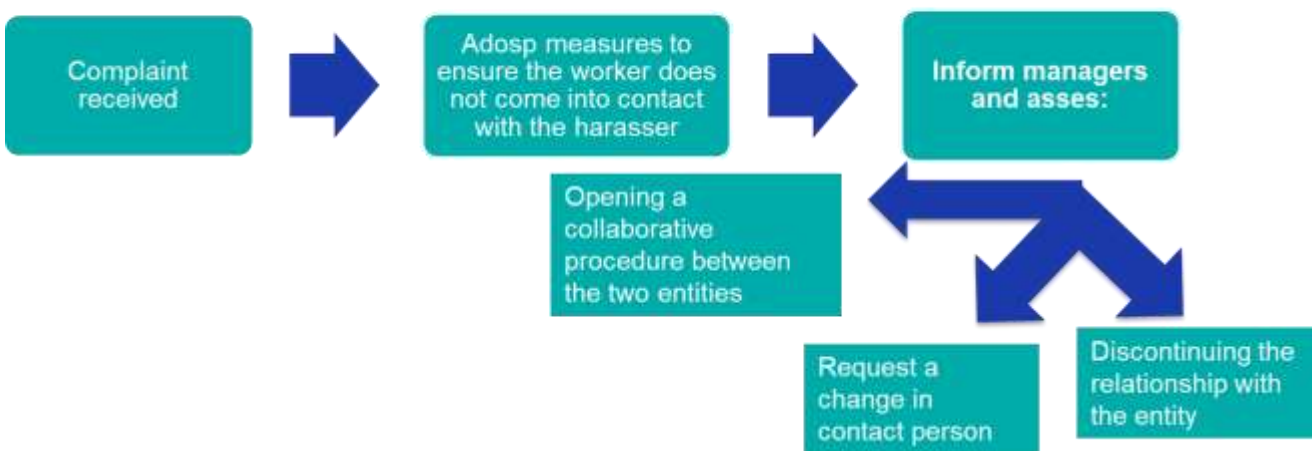 Complaint
received
Adosp measures to
ensure the worker does
not come into contact
with the harasser
Inform managers
and asses:
Opening a
collaborative
procedure between
the two entities
Request a
change in
contact person
Discontinuing the
relationship with
the entity